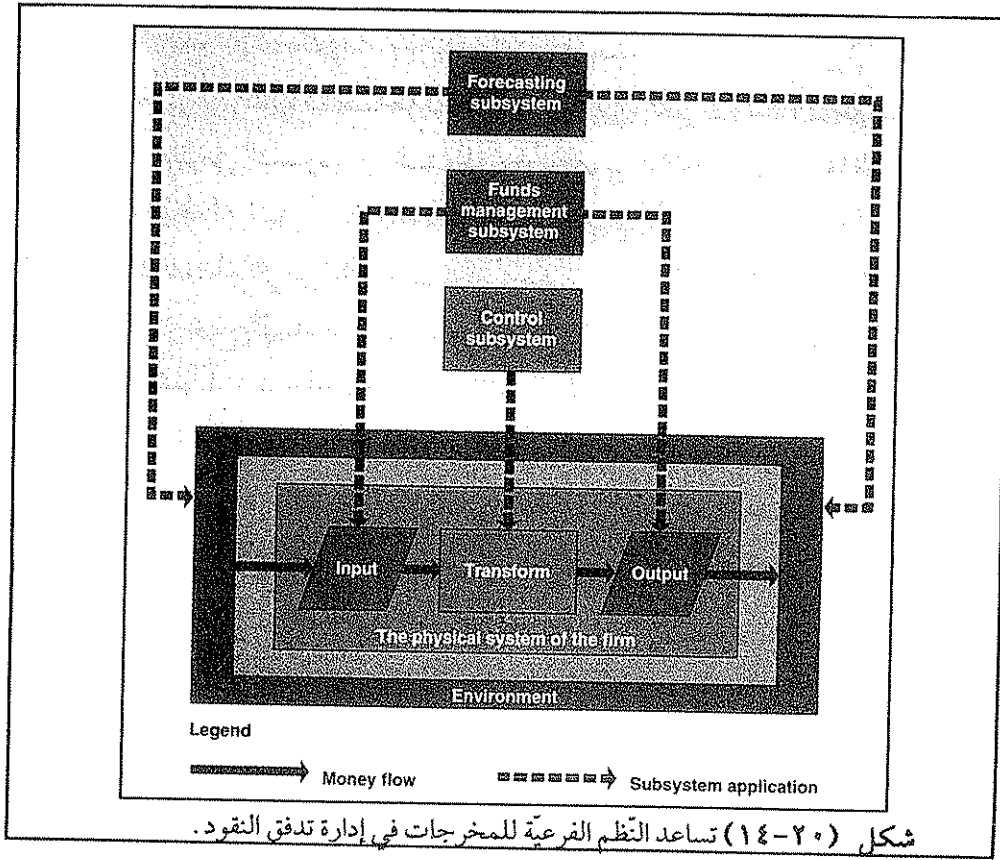 Forecasting
subsystem
Funds
management
subsystem
Control
subsystem
Input
Transform
Output
The physical system of the firm
Environment
Legend
Money flow
Subsystem application
شكل (٢٠-١٤) تساعد النّظم الفرعيّة للمخرجات في إدارة تدفق النقود.